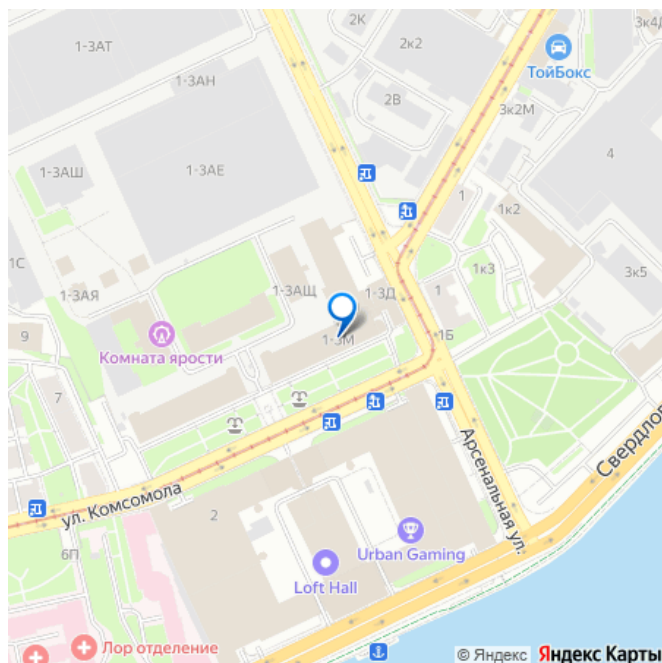 2К
3к4Д
1-3АТ
2к2
ТойБокс
1-3АН
2В
3к2М
1-3АЕ
4
1-3АШ
1
1к2
1С
1к3
3к5
1-3АЯ
1-3АЩ
1-3Д
1
9
1-3М
1Б
Комната ярости
7
Свердлов
Арсенальная ул.
ул. Комсомола
2
6П
Urban Gaming
Loft Hall
Лор отделение
© Яндекс Яндекс Карты